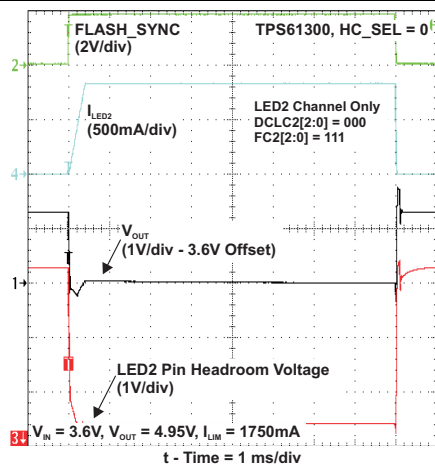 FLASH_SYNC
(2V/div)
TPS61300, HC_SEL = 0
2
I_LED2
(500mA/div)
LED2 Channel Only
DCLC2[2:0] = 000
FC2[2:0] = 111
4
V_OUT
(1V/div - 3.6V Offset)
1
T
LED2 Pin Headroom Voltage
(1V/div)
3
V_IN = 3.6V, V_OUT = 4.95V, I_LIM = 1750mA
t - Time = 1 ms/div